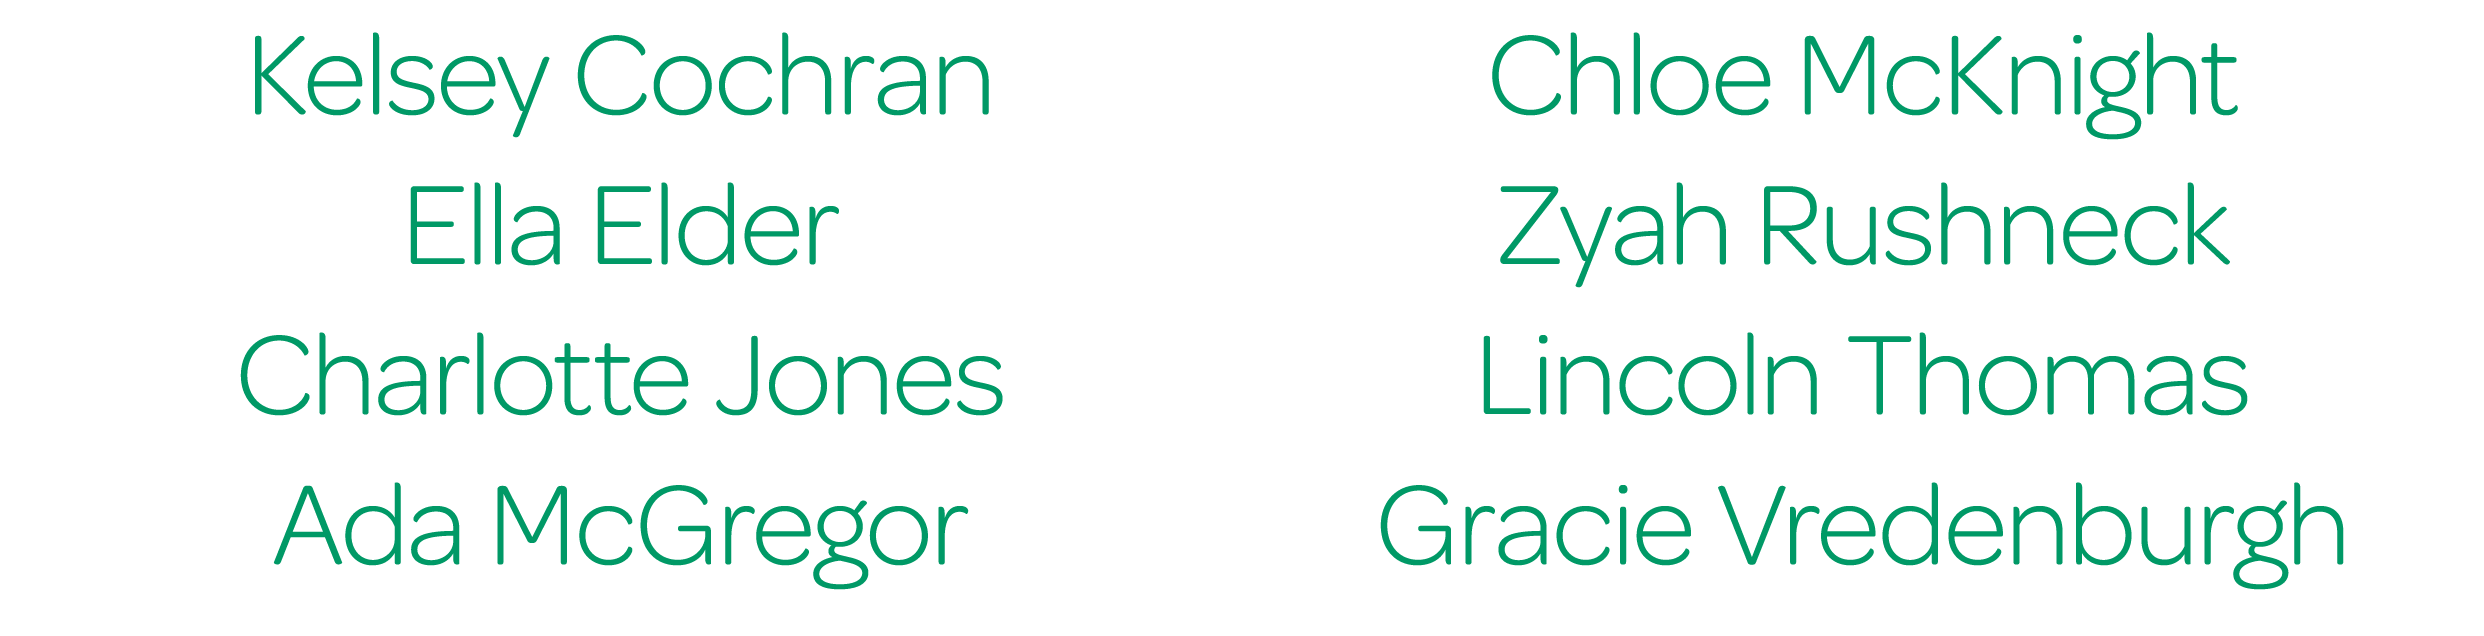 Kelsey Cochran
Ella Elder
Charlotte Jones
Ada McGregor
Chloe McKnight
Zyah Rushneck
Lincoln Thomas
Gracie Vredenburgh